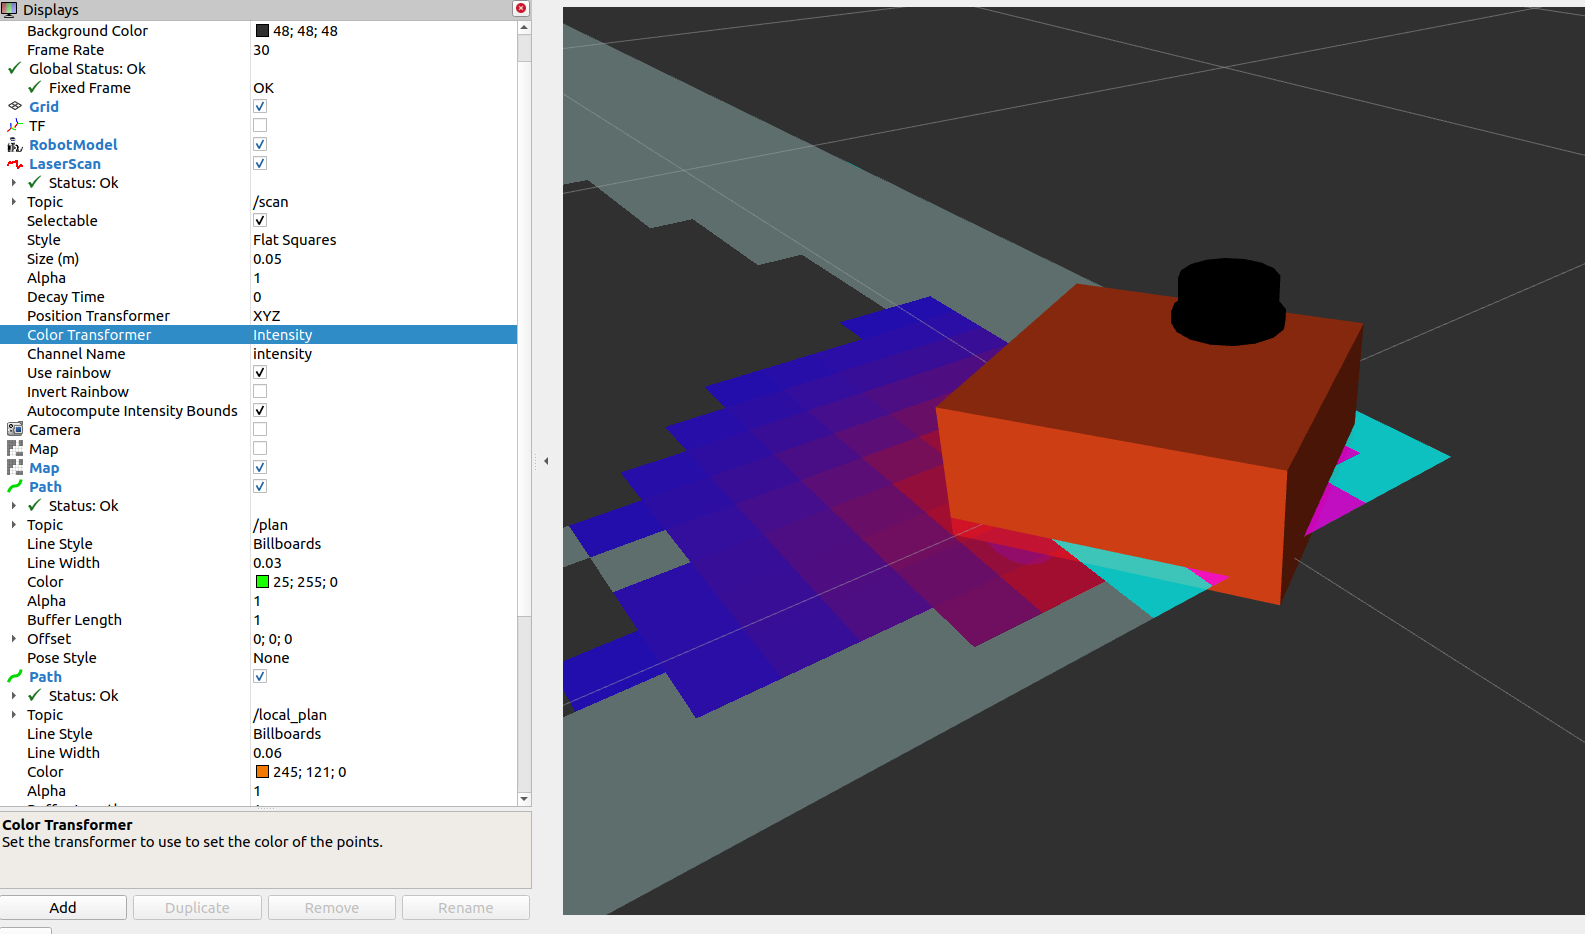 Displays
Background Color 48; 48; 48
Frame Rate 30
Global Status: Ok
Fixed Frame OK
Grid
TF
RobotModel
LaserScan
Status: Ok
Topic /scan
Selectable
Style Flat Squares
Size (m) 0.05
Alpha 1
Decay Time 0
Position Transformer XYZ
Color Transformer Intensity
Channel Name intensity
Use rainbow
Invert Rainbow
Autocompute Intensity Bounds
Camera
Map
Map
Path
Status: Ok
Topic /plan
Line Style Billboards
Line Width 0.03
Color 25; 255; 0
Alpha 1
Buffer Length 1
Offset 0; 0; 0
Pose Style None
Path
Status: Ok
Topic /local_plan
Line Style Billboards
Line Width 0.06
Color 245; 121; 0
Alpha 1
Color Transformer
Set the transformer to use to set the color of the points.
Add Duplicate Remove Rename